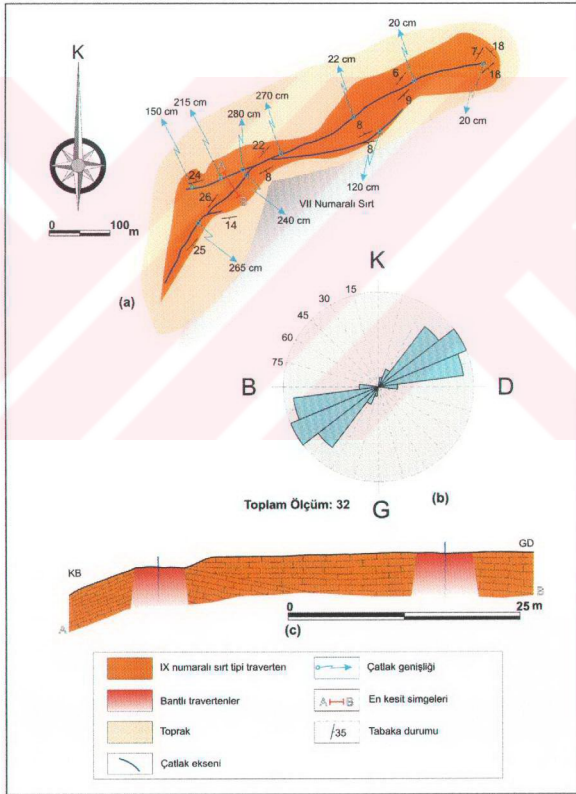 K
0 100 m
150 cm
215 cm
280 cm
270 cm
22 cm
20 cm
6
7
18
18
20 cm
9
8
8
120 cm
22
8
24
26
14
25
240 cm
265 cm
VII Numaralı Sırt
(a)
K
15
30
45
60
75
B
D
G
Toplam Ölçüm: 32
(b)
KB
GD
A
B
0 25 m
(c)
IX numaralı sırt tipi traverten
Bantlı travertenler
Toprak
Çatlak ekseni
Çatlak genişliği
A B En kesit simgeleri
35 Tabaka durumu